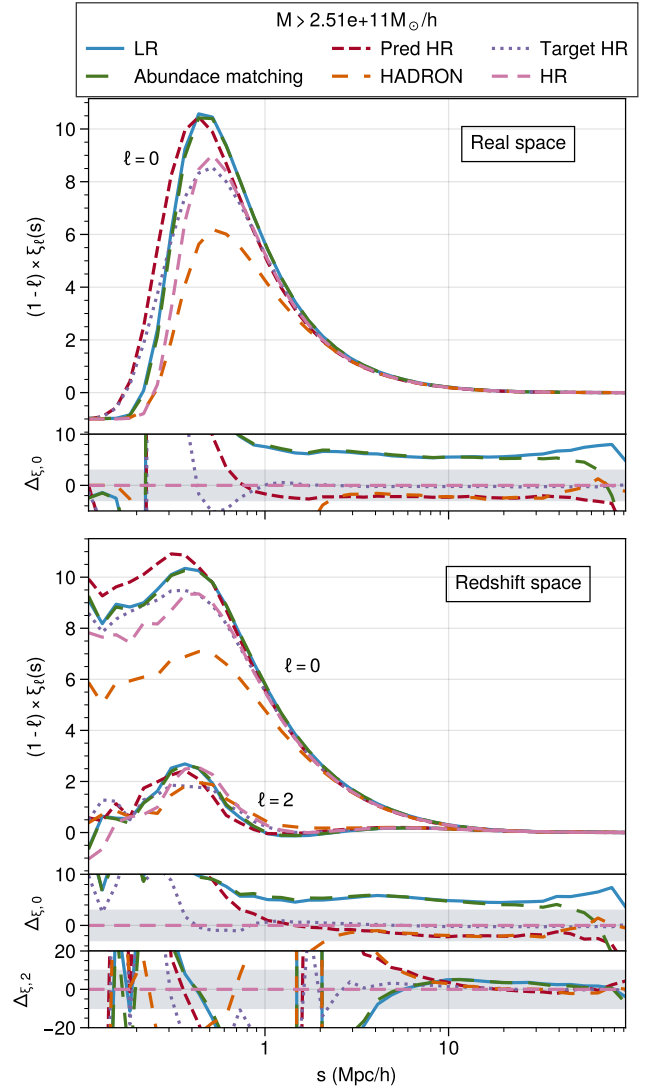 M > 2.51e+11M⊙/h
LR
Pred HR
Target HR
Abundace matching
HADRON
HR
Real space
ℓ = 0
(1 - ℓ) × ξℓ(s)
10
8
6
4
2
0
Δξ,0
10
0
Redshift space
ℓ = 0
ℓ = 2
(1 - ℓ) × ξℓ(s)
10
8
6
4
2
0
Δξ,0
10
0
Δξ,2
20
0
−20
1
10
s (Mpc/h)